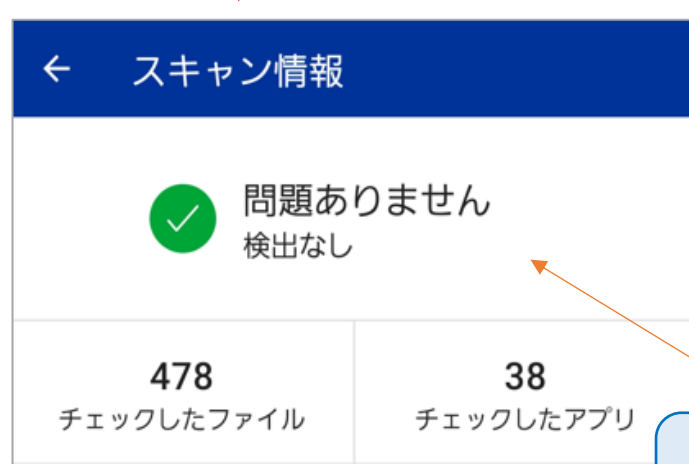 スキャン情報
問題ありません
検出なし
478
チェックしたファイル
38
チェックしたアプリ